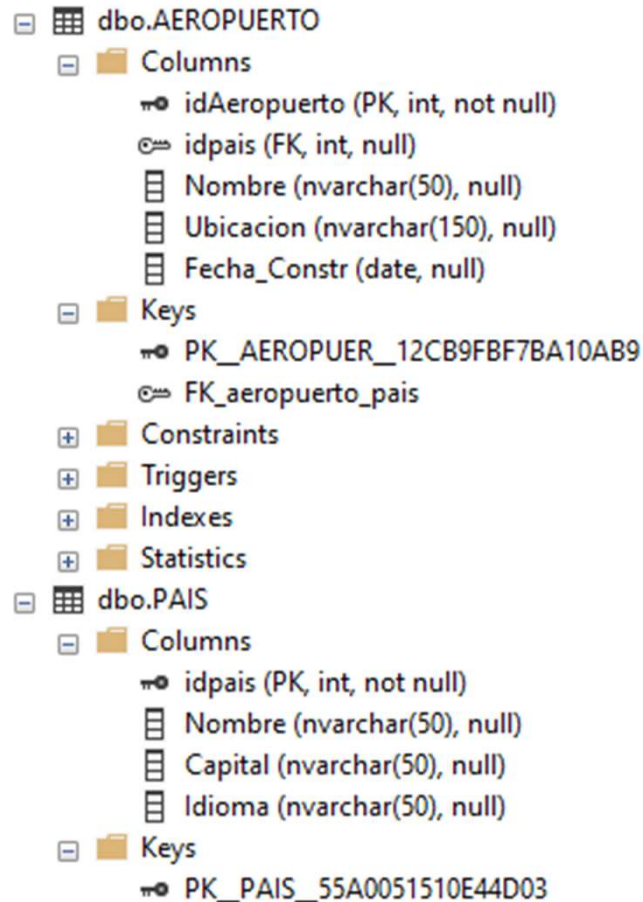 dbo.AEROPUERTO
Columns
idAeropuerto (PK, int, not null)
idpais (FK, int, null)
Nombre (nvarchar(50), null)
Ubicacion (nvarchar(150), null)
Fecha_Constr (date, null)
Keys
PK__AEROPUER__12CB9FBF7BA10AB9
FK_aeropuerto_pais
Constraints
Triggers
Indexes
Statistics
dbo.PAIS
Columns
idpais (PK, int, not null)
Nombre (nvarchar(50), null)
Capital (nvarchar(50), null)
Idioma (nvarchar(50), null)
Keys
PK__PAIS__55A0051510E44D03